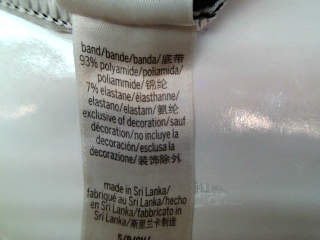 band/bande/banda/底带
93% polyamide/poliamida/
poliammide/锦纶
7% elastane/élasthanne/
elastano/elastam/氨纶
exclusive of decoration/sauf
décoration/no incluye la
decoración/esclusa la
decorazione/装饰除外
made in Sri Lanka/
fabriqué au Sri Lanka/hecho
en Sri Lanka/fabbricato in
Sri Lanka/斯里兰卡制造